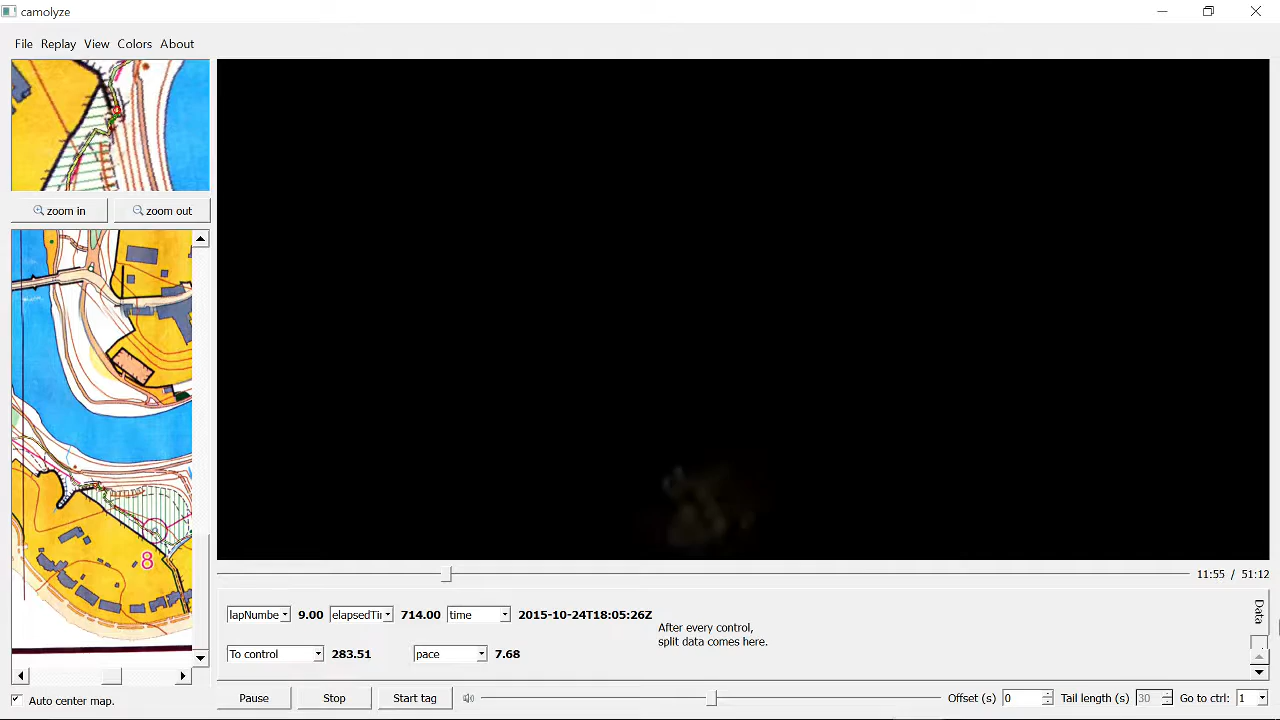 camolyze
File Replay View Colors About
zoom in zoom out
8
11:55 / 51:12
lapNumbe 9.00 elapsedTi 714.00 time 2015-10-24T18:05:26Z
After every control,
split data comes here.
To control 283.51 pace 7.68
Data
Auto center map.
Pause Stop Start tag Offset (s) 0 Tail length (s) 30 Go to ctrl: 1